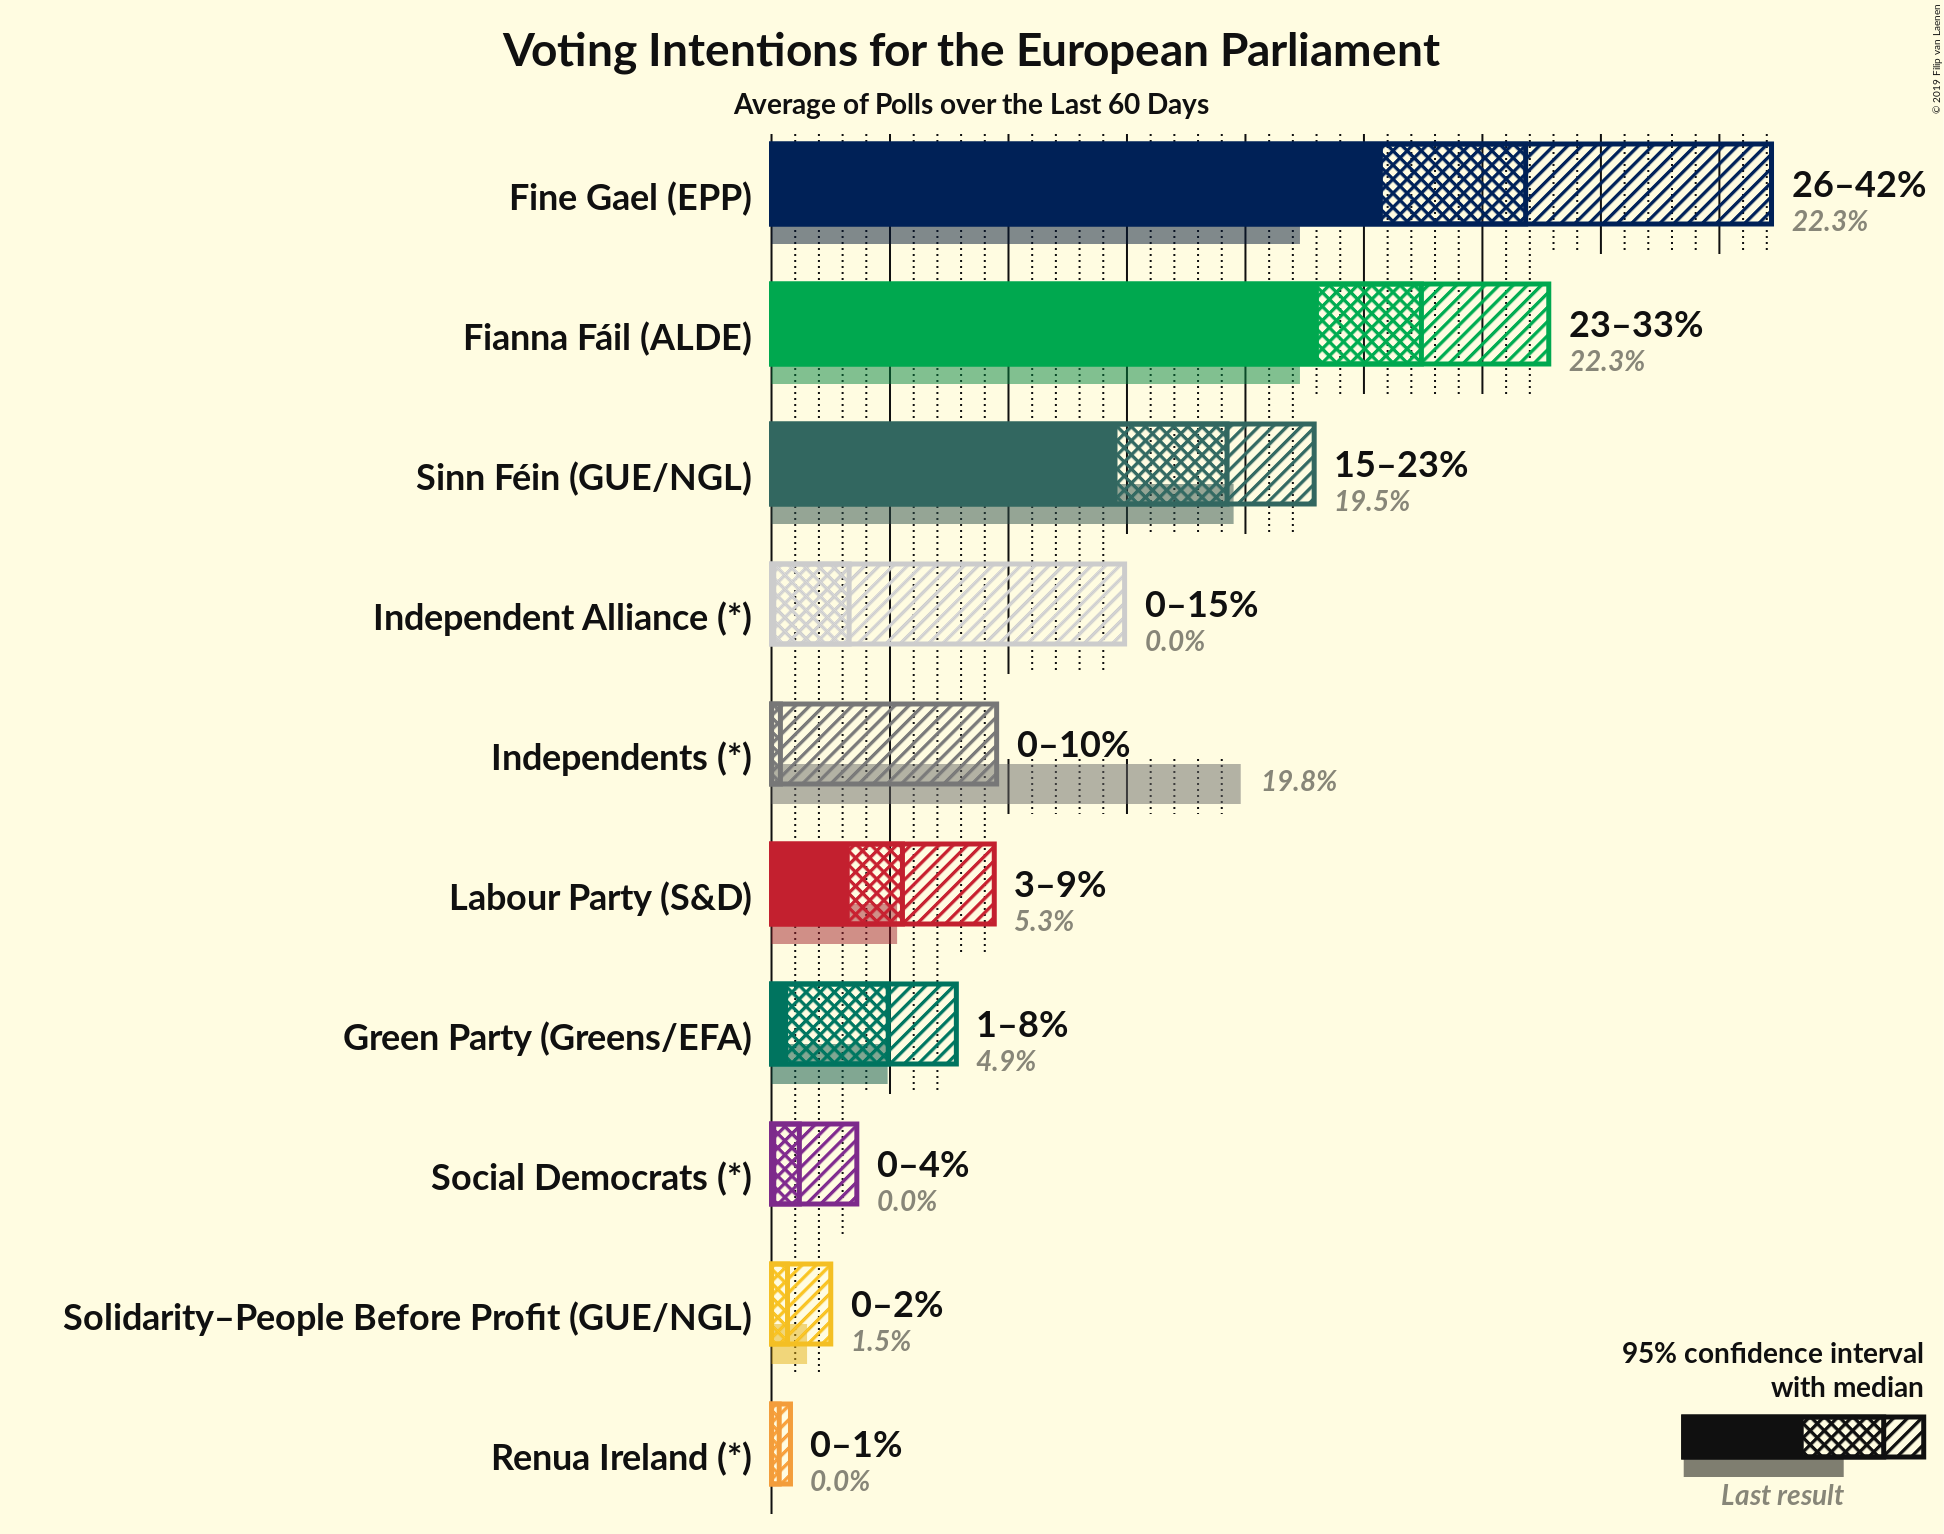 Voting Intentions for the European Parliament
Average of Polls over the Last 60 Days
© 2019 Filip van Laenen
Fine Gael (EPP)
26–42%
22.3%
Fianna Fáil (ALDE)
23–33%
22.3%
Sinn Féin (GUE/NGL)
15–23%
19.5%
Independent Alliance (*)
0–15%
0.0%
Independents (*)
0–10%
19.8%
Labour Party (S&D)
3–9%
5.3%
Green Party (Greens/EFA)
1–8%
4.9%
Social Democrats (*)
0–4%
0.0%
Solidarity–People Before Profit (GUE/NGL)
0–2%
1.5%
Renua Ireland (*)
0–1%
0.0%
95% confidence interval
with median
Last result